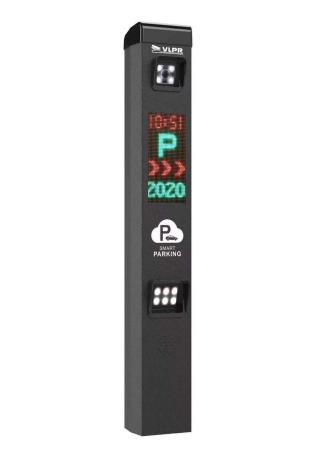 VLPR
10:51
P
>>>
2020
P
SMART
PARKING